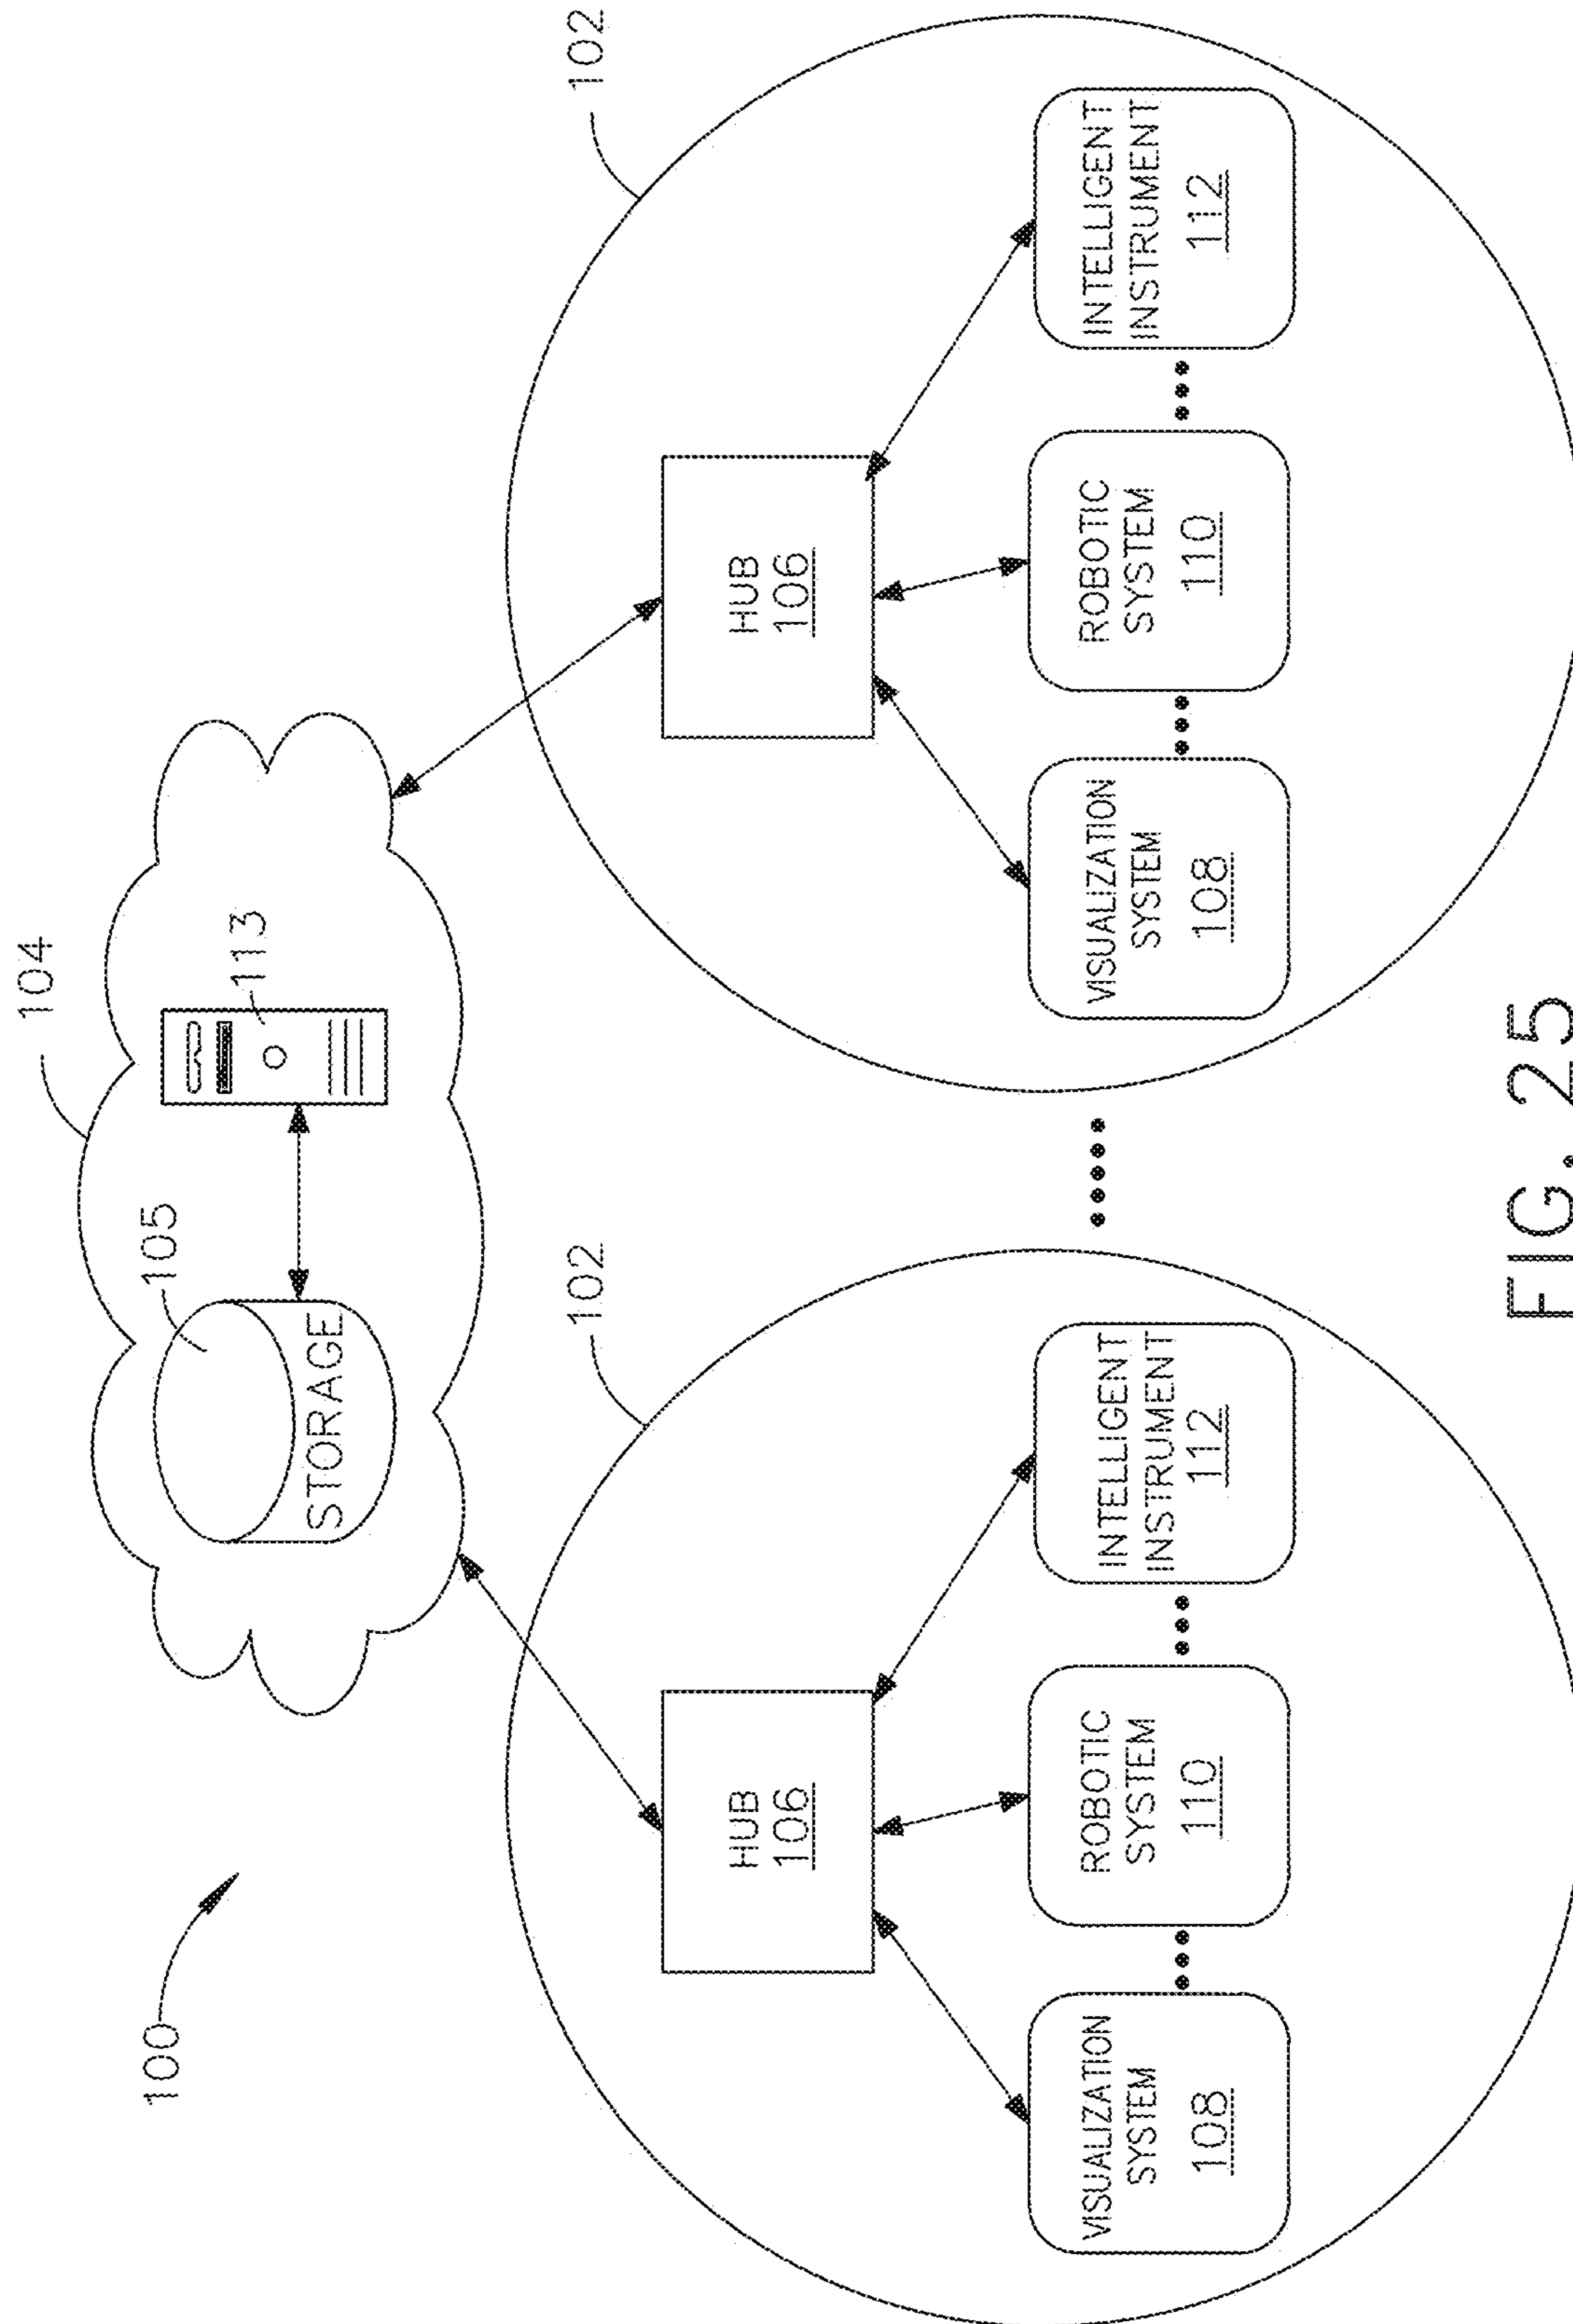 100
104
105
STORAGE
113
102
HUB
106
VISUALIZATION
SYSTEM
108
ROBOTIC
SYSTEM
110
INTELLIGENT
INSTRUMENT
112
102
HUB
106
VISUALIZATION
SYSTEM
108
ROBOTIC
SYSTEM
110
INTELLIGENT
INSTRUMENT
112
FIG. 25